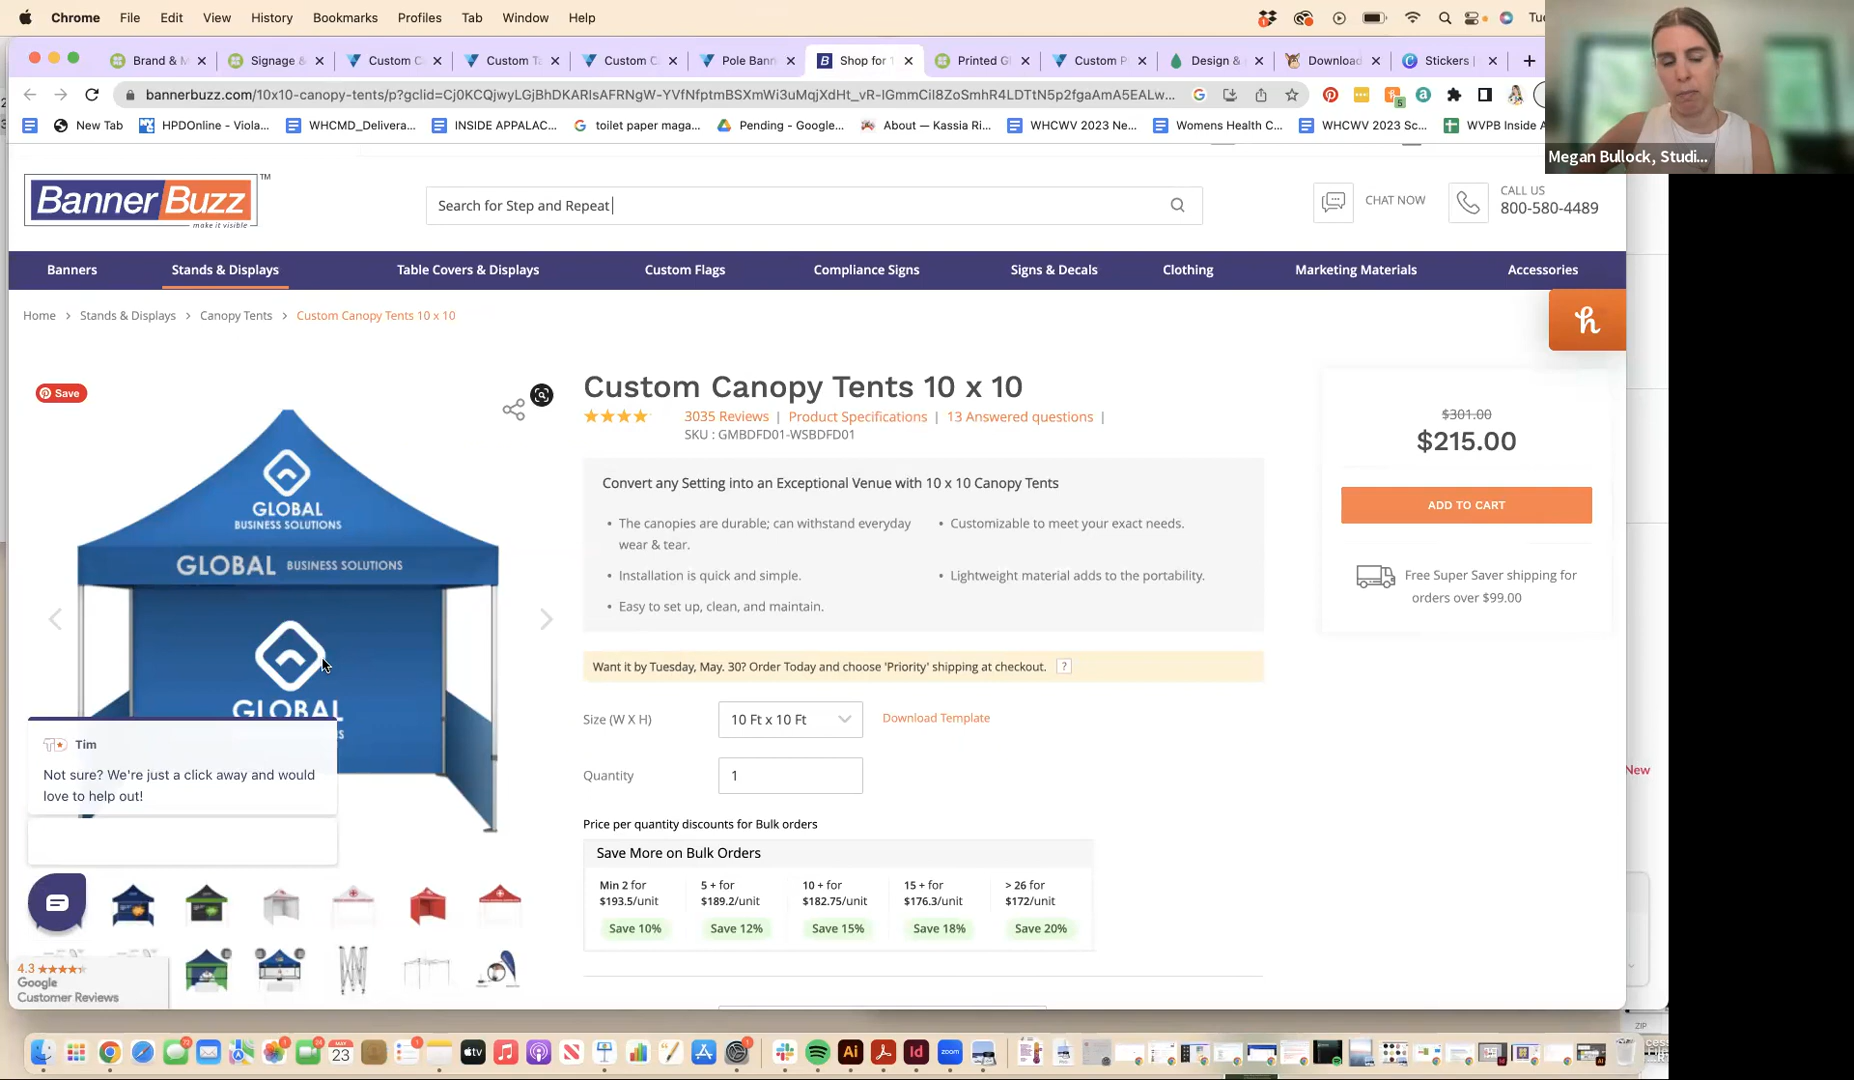 Chrome File Edit View History Bookmarks Profiles Tab Window Help Tue
Brand & M Signage & Custom C Custom Ta Custom C Pole Bann Shop for 1 Printed Gl Custom P Design & Download Stickers |
bannerbuzz.com/10x10-canopy-tents/p?gclid=Cj0KCQjwyLGjBhDKARIsAFRNgW-YVfNfptmBSXmWi3uMqjXdHt_vR-IGmmCil8ZoSmhR4LDTtN5p2fgaAmA5EALw...
New Tab HPDOnline - Viola... WHCMD_Delivera... INSIDE APPALAC... toilet paper maga... Pending - Google... About — Kassia Ri... WHCWV 2023 Ne... Womens Health C... WHCWV 2023 Sc... WVPB Inside A
Megan Bullock, Studi...
BannerBuzz TM
make it visible
Search for Step and Repeat
CHAT NOW
CALL US
800-580-4489
Banners Stands & Displays Table Covers & Displays Custom Flags Compliance Signs Signs & Decals Clothing Marketing Materials Accessories
Home > Stands & Displays > Canopy Tents > Custom Canopy Tents 10 x 10
Save
Custom Canopy Tents 10 x 10
3035 Reviews | Product Specifications | 13 Answered questions |
SKU : GMBDFD01-WSBDFD01
$301.00
$215.00
ADD TO CART
Free Super Saver shipping for
orders over $99.00
Convert any Setting into an Exceptional Venue with 10 x 10 Canopy Tents
• The canopies are durable; can withstand everyday
wear & tear.
• Installation is quick and simple.
• Easy to set up, clean, and maintain.
• Customizable to meet your exact needs.
• Lightweight material adds to the portability.
GLOBAL
BUSINESS SOLUTIONS
GLOBAL BUSINESS SOLUTIONS
GLOBAL
Want it by Tuesday, May. 30? Order Today and choose 'Priority' shipping at checkout. ?
Size (W X H) 10 Ft x 10 Ft Download Template
Quantity 1
Tim
Not sure? We're just a click away and would
love to help out!
Price per quantity discounts for Bulk orders
Save More on Bulk Orders
Min 2 for 5 + for 10 + for 15 + for > 26 for
$193.5/unit $189.2/unit $182.75/unit $176.3/unit $172/unit
Save 10% Save 12% Save 15% Save 18% Save 20%
4.3
Google
Customer Reviews
New
ZIP
MAY
23
tv
Ai Id zoom